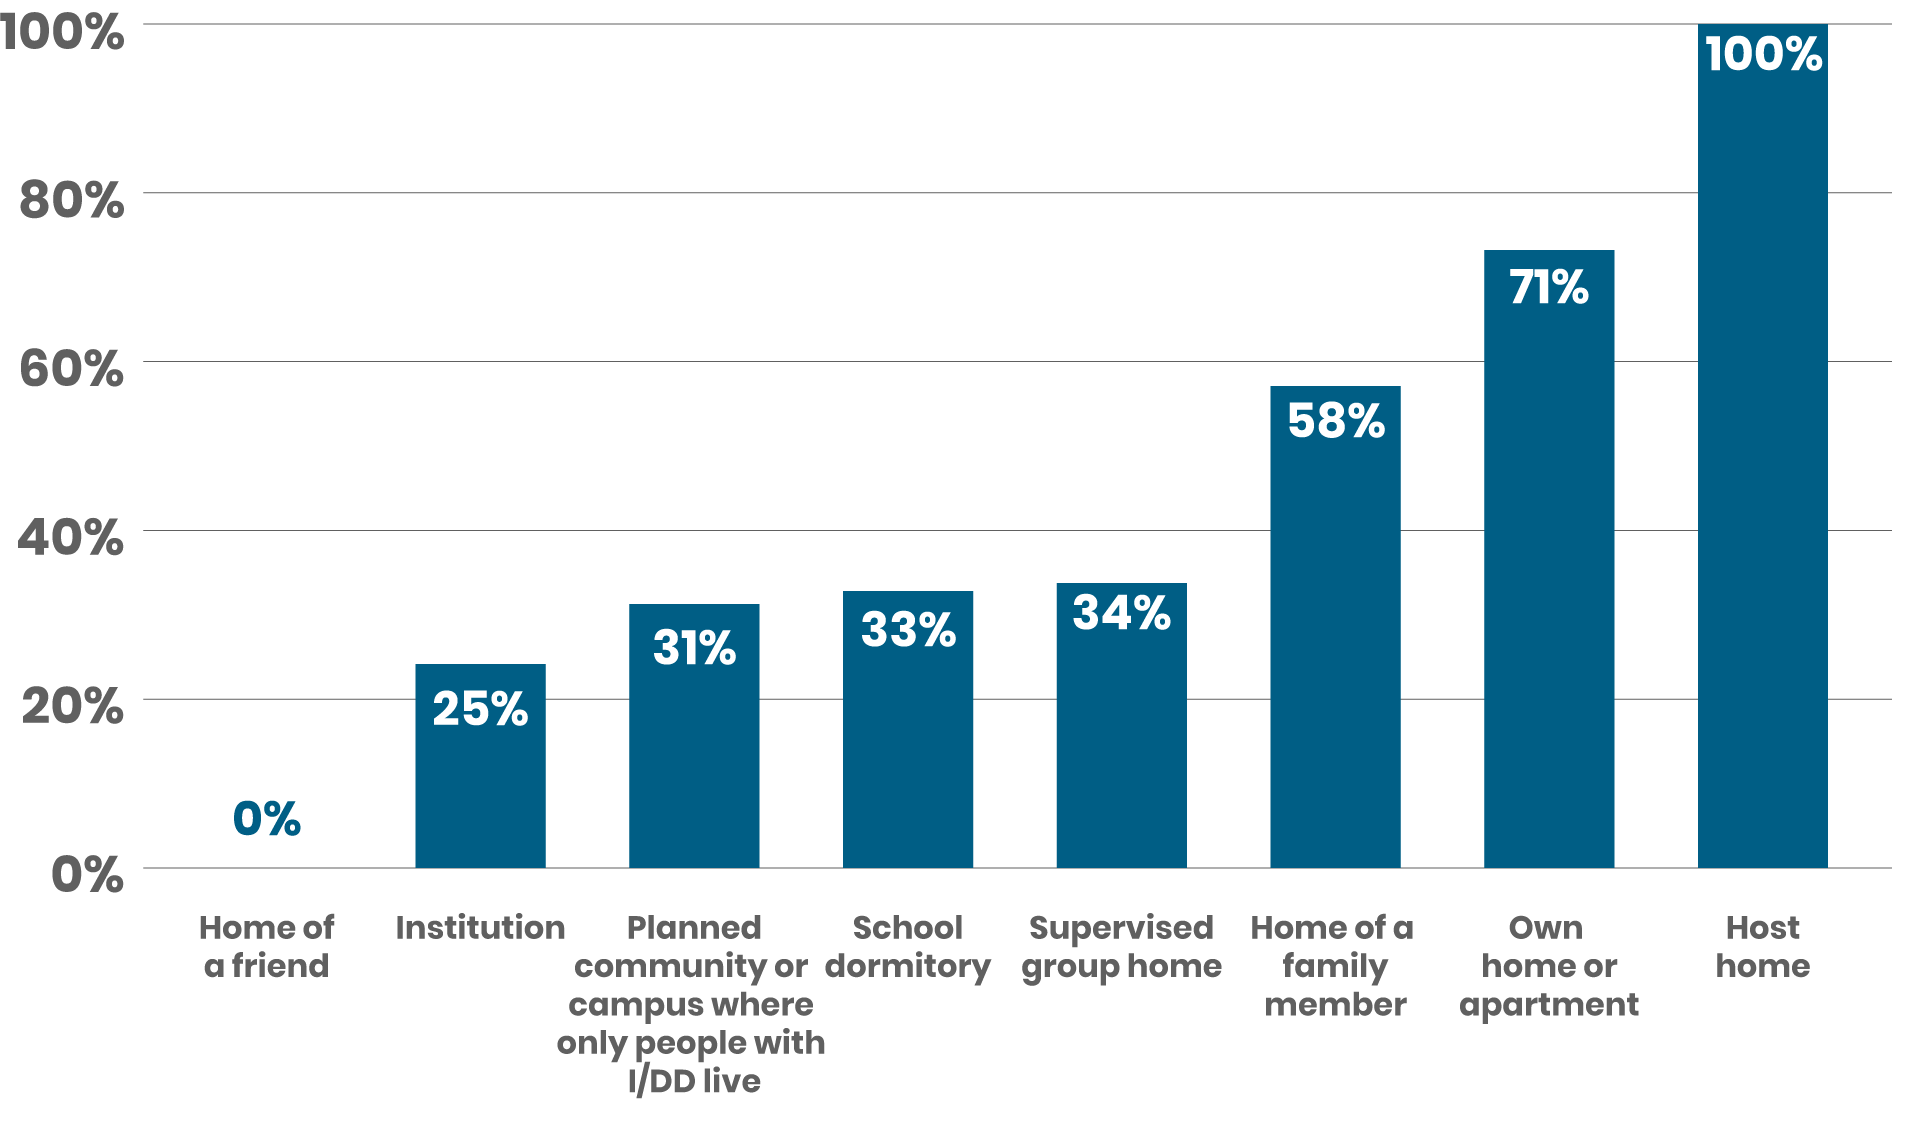 100%
80%
60%
40%
20%
0%
0%
25%
31%
33%
34%
58%
71%
100%
Home of
a friend
Institution
Planned
community or
campus where
only people with
I/DD live
School
dormitory
Supervised
group home
Home of a
family
member
Own
home or
apartment
Host
home